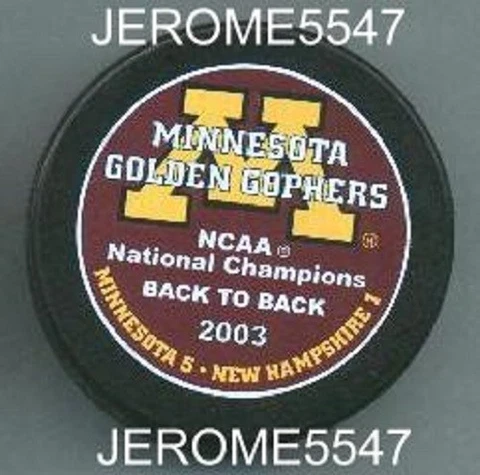 JEROME5547
M
MINNESOTA
GOLDEN GOPHERS
®
NCAA®
National Champions
BACK TO BACK
2003
MINNESOTA 5 · NEW HAMPSHIRE 1
JEROME5547